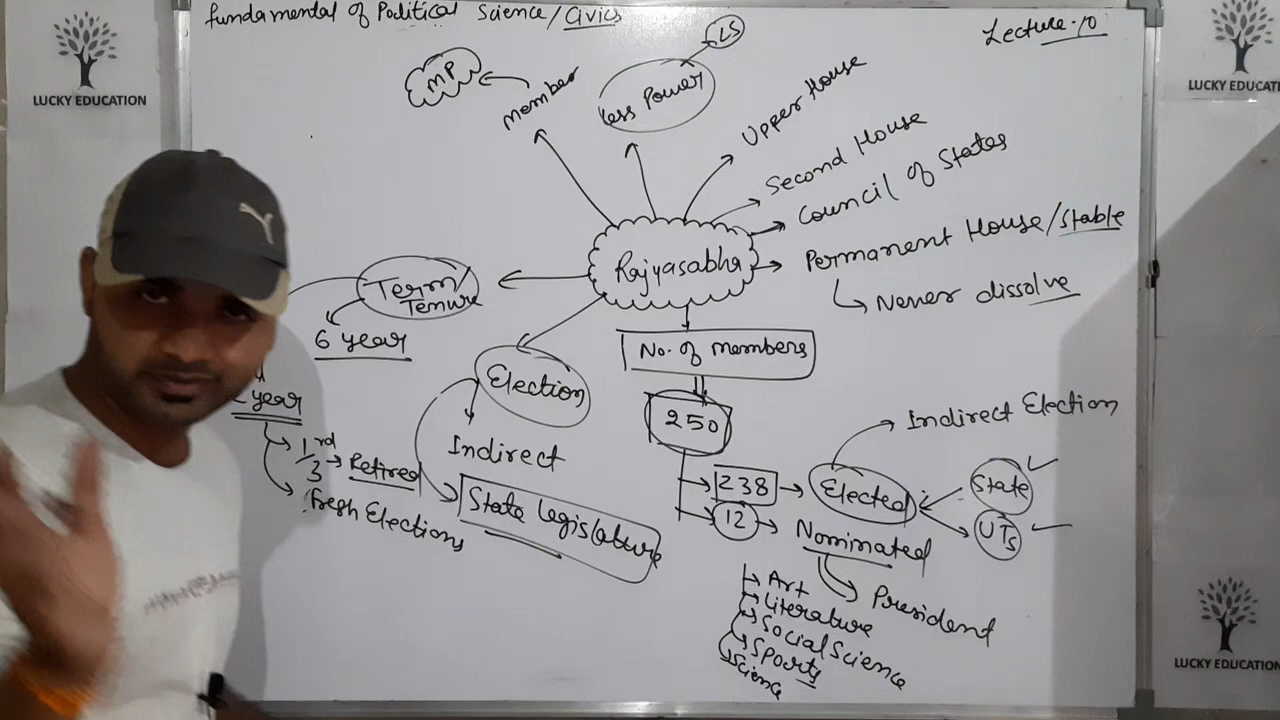 fundamental of Political Science/Civics
Lecture-10
LUCKY EDUCATION
LUCKY EDUCAT
MP
Member
less Power
LS
Upper House
Second House
Council of States
Permanent House/Stable
Never dissolve
Rajyasabha
Term/
Tenure
6 year
year
1/3rd → Retired
Fresh Elections
Election
Indirect
State legislature
No. of members
250
238
Elected
Indirect Election
State
UTs
12
Nominated
President
Art
Literature
Social Science
Sports
Science
LUCKY EDUCATION